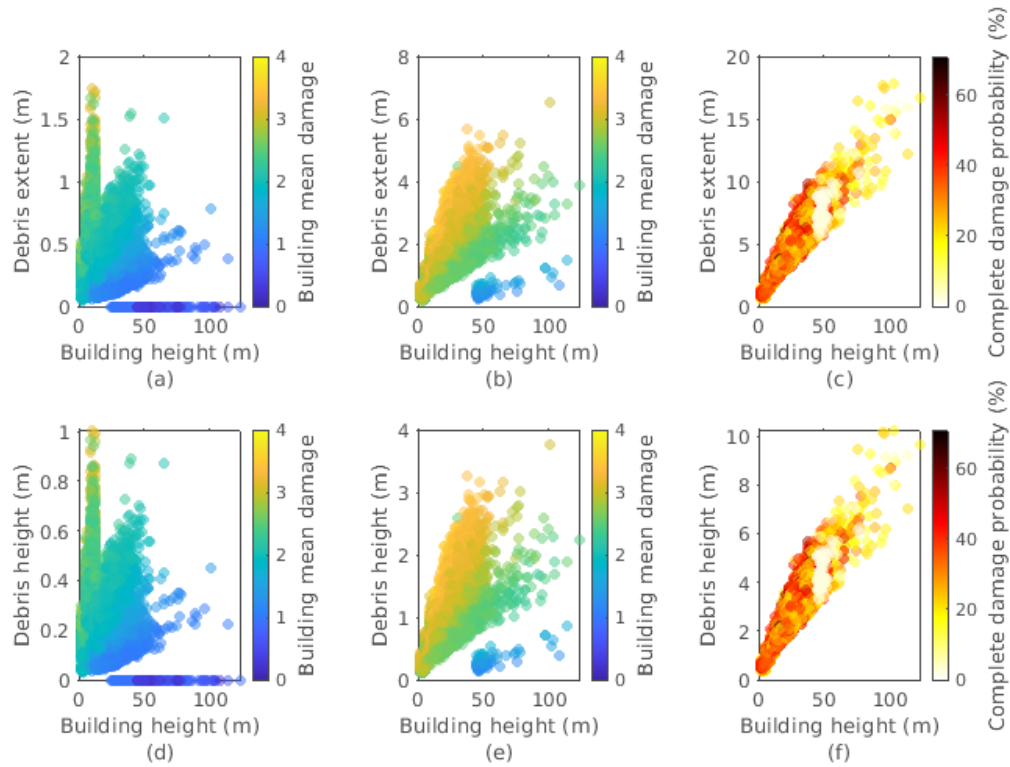 2
1.5
1
0.5
0
0 50 100
Debris extent (m)
Building height (m)
(a)
4
3
2
1
0
Building mean damage
8
6
4
2
0
0 50 100
Debris extent (m)
Building height (m)
(b)
4
3
2
1
0
Building mean damage
20
15
10
5
0
0 50 100
Debris extent (m)
Building height (m)
(c)
60
40
20
0
Complete damage probability (%)
1
0.8
0.6
0.4
0.2
0
0 50 100
Debris height (m)
Building height (m)
(d)
4
3
2
1
0
Building mean damage
4
3
2
1
0
0 50 100
Debris height (m)
Building height (m)
(e)
4
3
2
1
0
Building mean damage
10
8
6
4
2
0
0 50 100
Debris height (m)
Building height (m)
(f)
60
40
20
0
Complete damage probability (%)